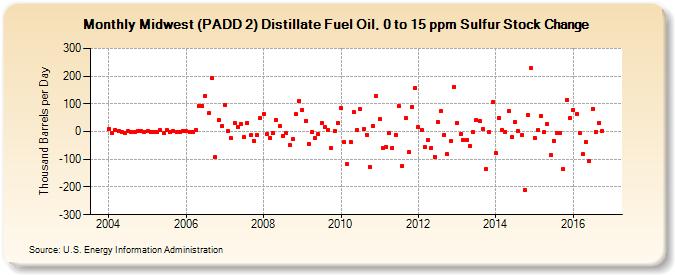 Monthly Midwest (PADD 2) Distillate Fuel Oil, 0 to 15 ppm Sulfur Stock Change
Thousand Barrels per Day
300
200
100
0
-100
-200
-300
2004 2006 2008 2010 2012 2014 2016
Source: U.S. Energy Information Administration